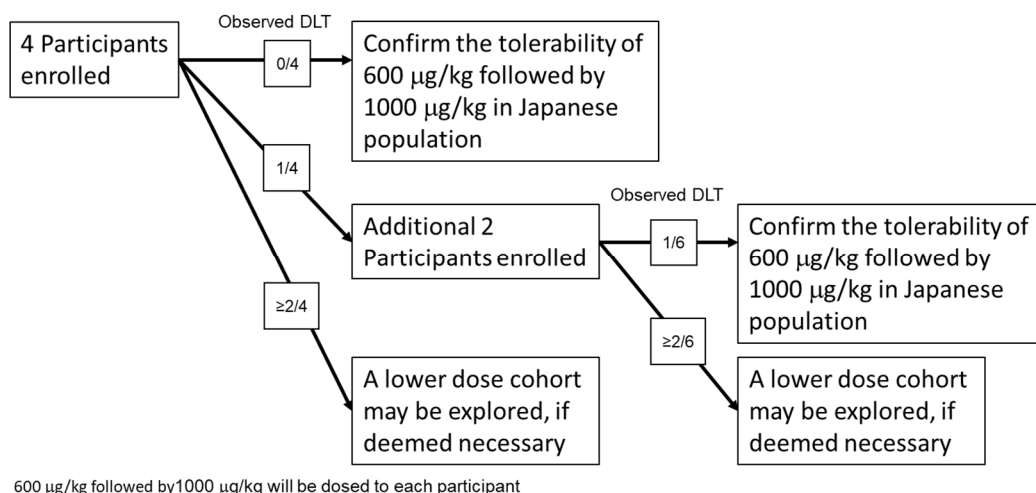 Observed DLT
4 Participants
enrolled
0/4
Confirm the tolerability of
600 μg/kg followed by
1000 μg/kg in Japanese
population
1/4
Observed DLT
Additional 2
Participants enrolled
1/6
Confirm the tolerability of
600 μg/kg followed by
1000 μg/kg in Japanese
population
≥2/4
≥2/6
A lower dose cohort
may be explored, if
deemed necessary
A lower dose cohort
may be explored, if
deemed necessary
600 μg/kg followed by1000 μg/kg will be dosed to each participant